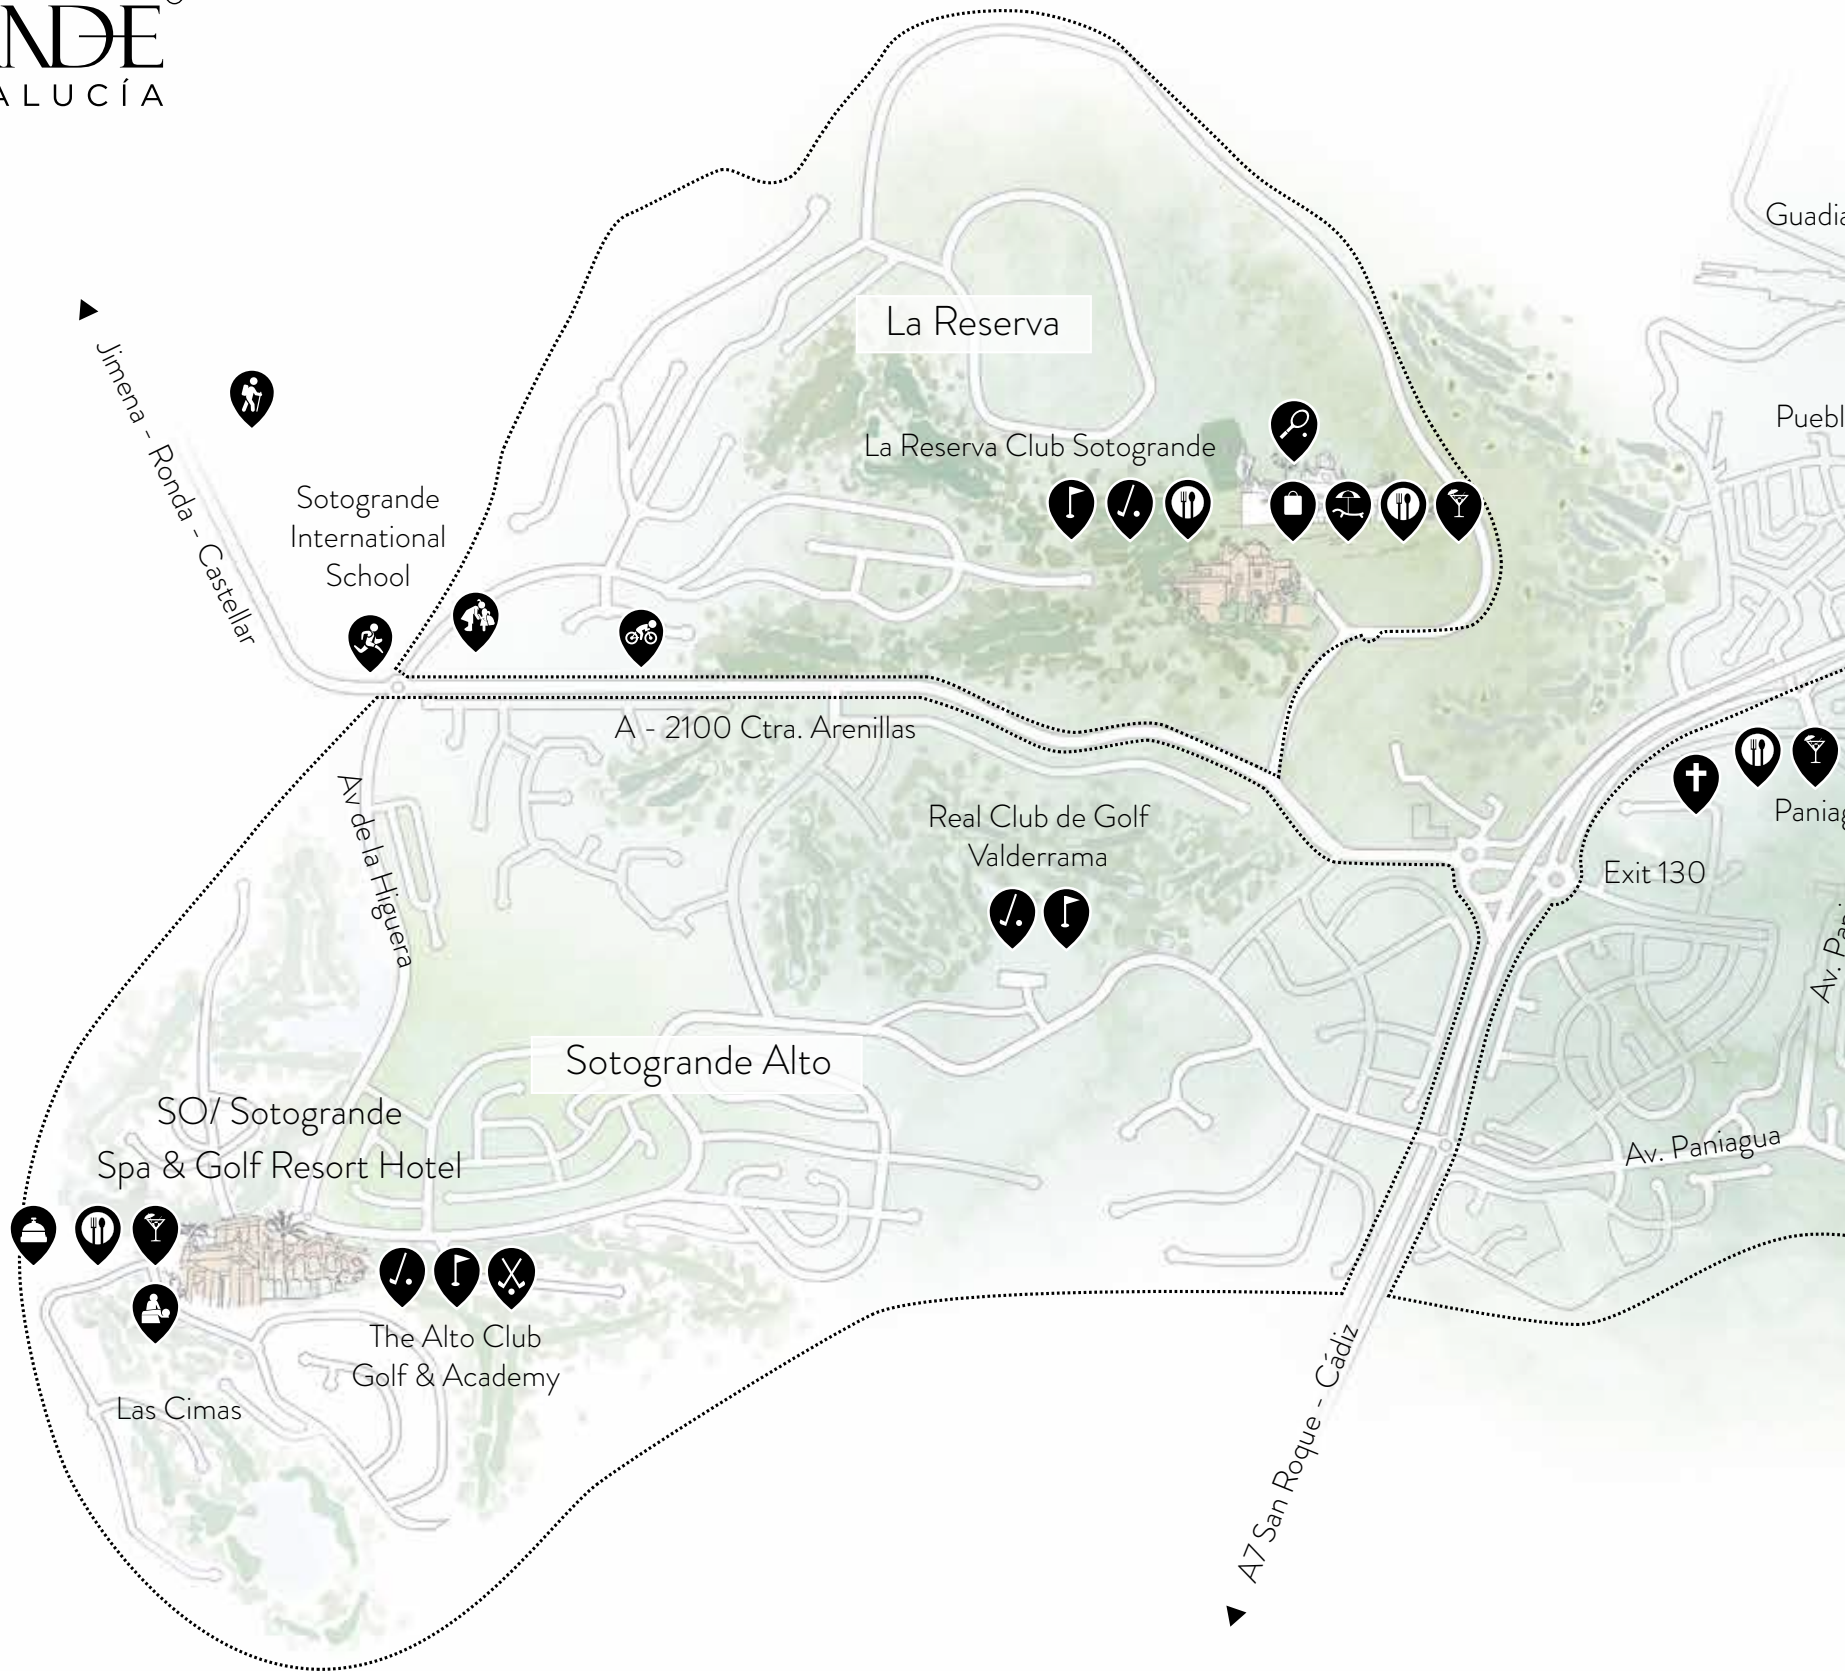 NDE
ALUCÍA
Guadia
La Reserva
Jimena - Ronda - Castellar
Puebl
La Reserva Club Sotogrande
Sotogrande
International
School
A - 2100 Ctra. Arenillas
Av de la Higuera
Real Club de Golf
Valderrama
Paniag
Exit 130
Av. Pani
Sotogrande Alto
SO/ Sotogrande
Spa & Golf Resort Hotel
Av. Paniagua
The Alto Club
Golf & Academy
Las Cimas
A7 San Roque - Cádiz